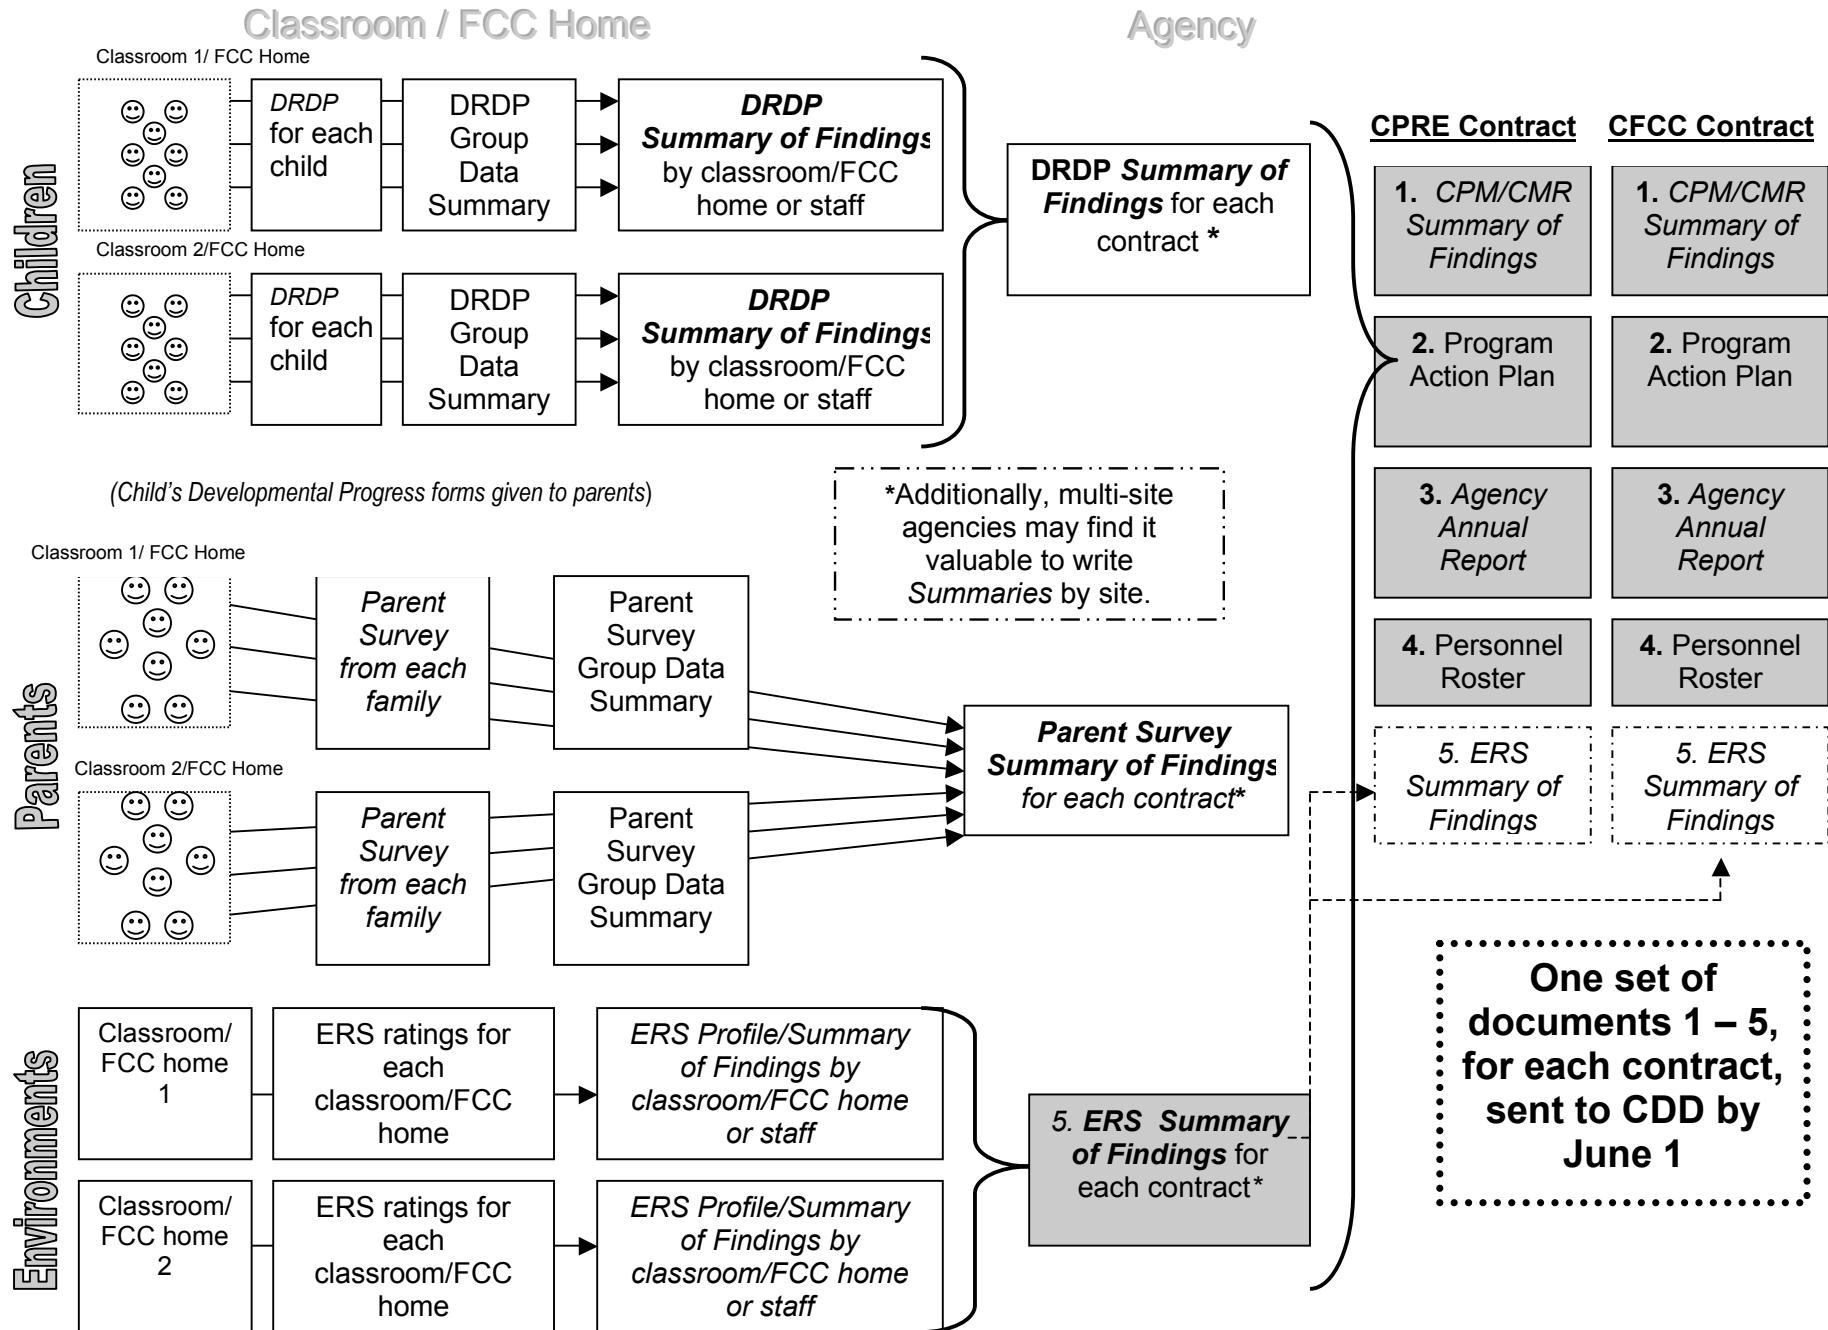 Classroom / FCC Home
Agency
Children
Classroom 1/ FCC Home
DRDP
for each
child
DRDP
Group
Data
Summary
DRDP
Summary of Findings
by classroom/FCC
home or staff
Classroom 2/FCC Home
DRDP
for each
child
DRDP
Group
Data
Summary
DRDP
Summary of Findings
by classroom/FCC
home or staff
DRDP Summary of
Findings for each
contract *
(Child's Developmental Progress forms given to parents)
*Additionally, multi-site
agencies may find it
valuable to write
Summaries by site.
Parents
Classroom 1/ FCC Home
Parent
Survey
from each
family
Parent
Survey
Group Data
Summary
Classroom 2/FCC Home
Parent
Survey
from each
family
Parent
Survey
Group Data
Summary
Parent Survey
Summary of Findings
for each contract*
Environments
Classroom/
FCC home
1
ERS ratings for
each
classroom/FCC
home
ERS Profile/Summary
of Findings by
classroom/FCC home
or staff
Classroom/
FCC home
2
ERS ratings for
each
classroom/FCC
home
ERS Profile/Summary
of Findings by
classroom/FCC home
or staff
5. ERS Summary
of Findings for
each contract*
CPRE Contract
1. CPM/CMR
Summary of
Findings
2. Program
Action Plan
3. Agency
Annual
Report
4. Personnel
Roster
5. ERS
Summary of
Findings
CFCC Contract
1. CPM/CMR
Summary of
Findings
2. Program
Action Plan
3. Agency
Annual
Report
4. Personnel
Roster
5. ERS
Summary of
Findings
One set of
documents 1 – 5,
for each contract,
sent to CDD by
June 1